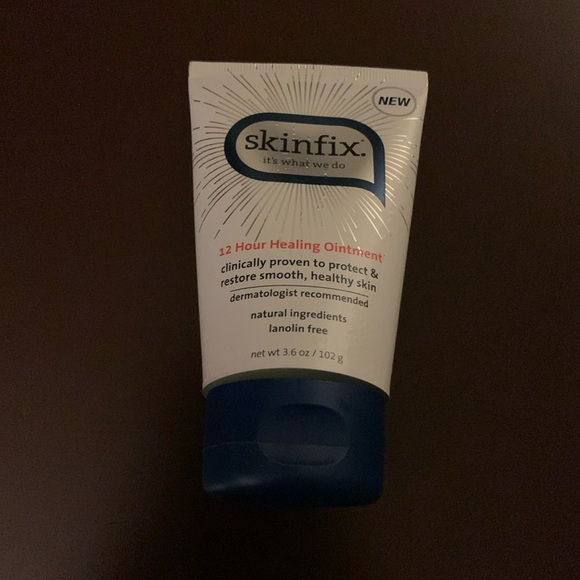 NEW
skinfix.
it's what we do
12 Hour Healing Ointment
clinically proven to protect &
restore smooth, healthy skin
dermatologist recommended
natural ingredients
lanolin free
net wt 3.6 oz / 102 g